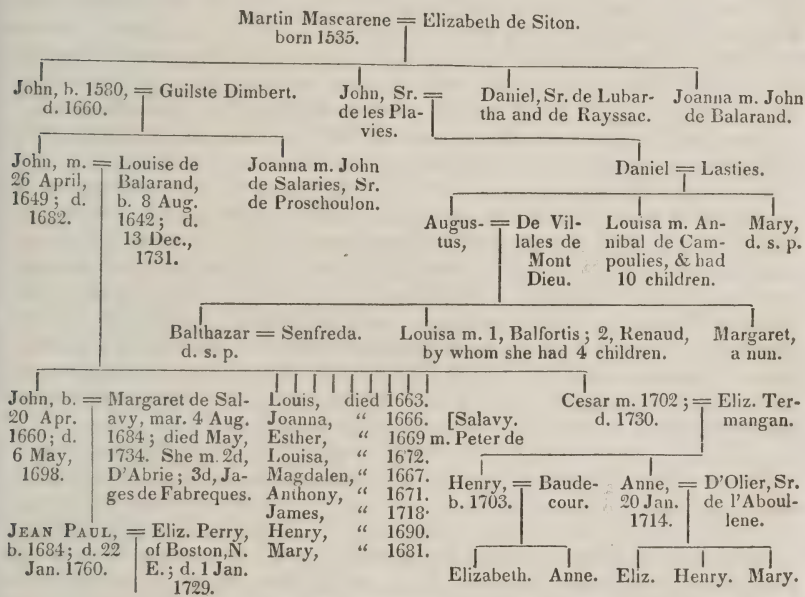 Martin Mascarene = Elizabeth de Siton.
born 1535.
John, b. 1580, = Guilste Dimbert.
d. 1660.
John, Sr. =
de les Pla-
vies.
Daniel, Sr. de Lubar-
tha and de Rayssac.
Joanna m. John
de Balarand.
John, m. =
26 April,
1649; d.
1682.
Louise de
Balarand,
b. 8 Aug.
1642; d.
13 Dec.,
1731.
Joanna m. John
de Salaries, Sr.
de Proschoulon.
Daniel = Lasties.
Augus- =
tus,
De Vil-
lales de
Mont
Dieu.
Louisa m. An-
nibal de Cam-
poulies, & had
10 children.
Mary,
d. s. p.
Balthazar = Senfreda.
d. s. p.
Louisa m. 1, Balfortis; 2, Renaud,
by whom she had 4 children.
Margaret,
a nun.
John, b. =
20 Apr.
1660; d.
6 May,
1698.
Margaret de Sal-
avy, mar. 4 Aug.
1684; died May,
1734. She m. 2d,
D'Abrie; 3d, Ja-
ges de Fabreques.
Louis, died 1663.
Joanna, " 1666. [Salavy.
Esther, " 1669 m. Peter de
Louisa, " 1672.
Magdalen, " 1667.
Anthony, " 1671.
James, " 1718.
Henry, " 1690.
Mary, " 1681.
Cesar m. 1702; = Eliz. Ter-
d. 1730. mangan.
Henry, =
b. 1703.
Baude-
cour.
Anne, =
20 Jan.
1714.
D'Olier, Sr.
de l'Aboul-
lene.
JEAN PAUL, =
b. 1684; d. 22
Jan. 1760.
Eliz. Perry,
of Boston, N.
E.; d. 1 Jan.
1729.
Elizabeth. Anne. Eliz. Henry. Mary.